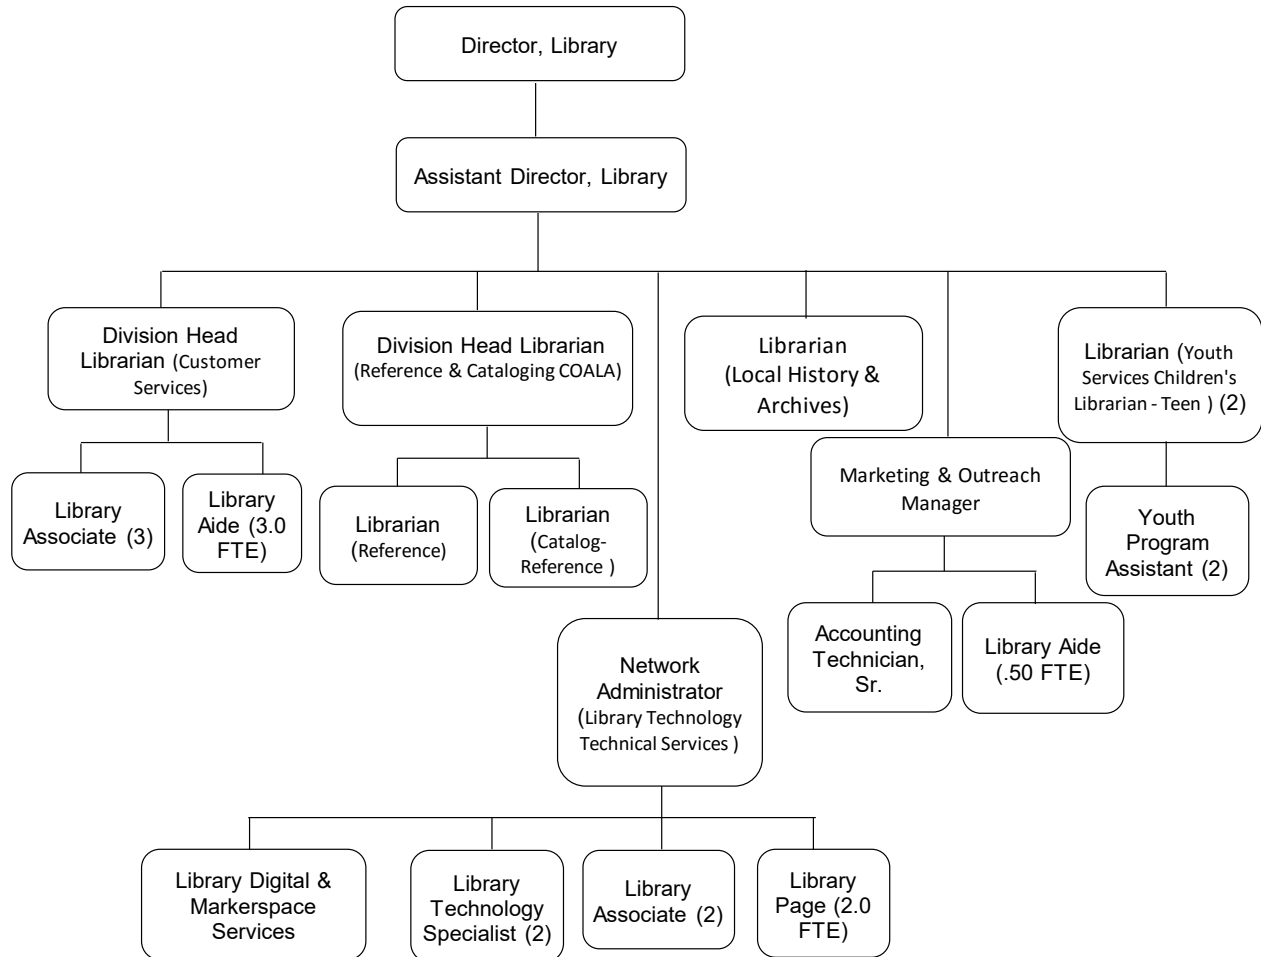 Director, Library
Assistant Director, Library
Division Head
Librarian (Customer
Services)
Division Head Librarian
(Reference & Cataloging COALA)
Librarian
(Local History &
Archives)
Librarian (Youth
Services Children's
Librarian - Teen ) (2)
Marketing & Outreach
Manager
Library
Associate (3)
Library
Aide (3.0
FTE)
Librarian
(Reference)
Librarian
(Catalog-
Reference )
Youth
Program
Assistant (2)
Accounting
Technician,
Sr.
Library Aide
(.50 FTE)
Network
Administrator
(Library Technology
Technical Services )
Library Digital &
Markerspace
Services
Library
Technology
Specialist (2)
Library
Associate (2)
Library
Page (2.0
FTE)